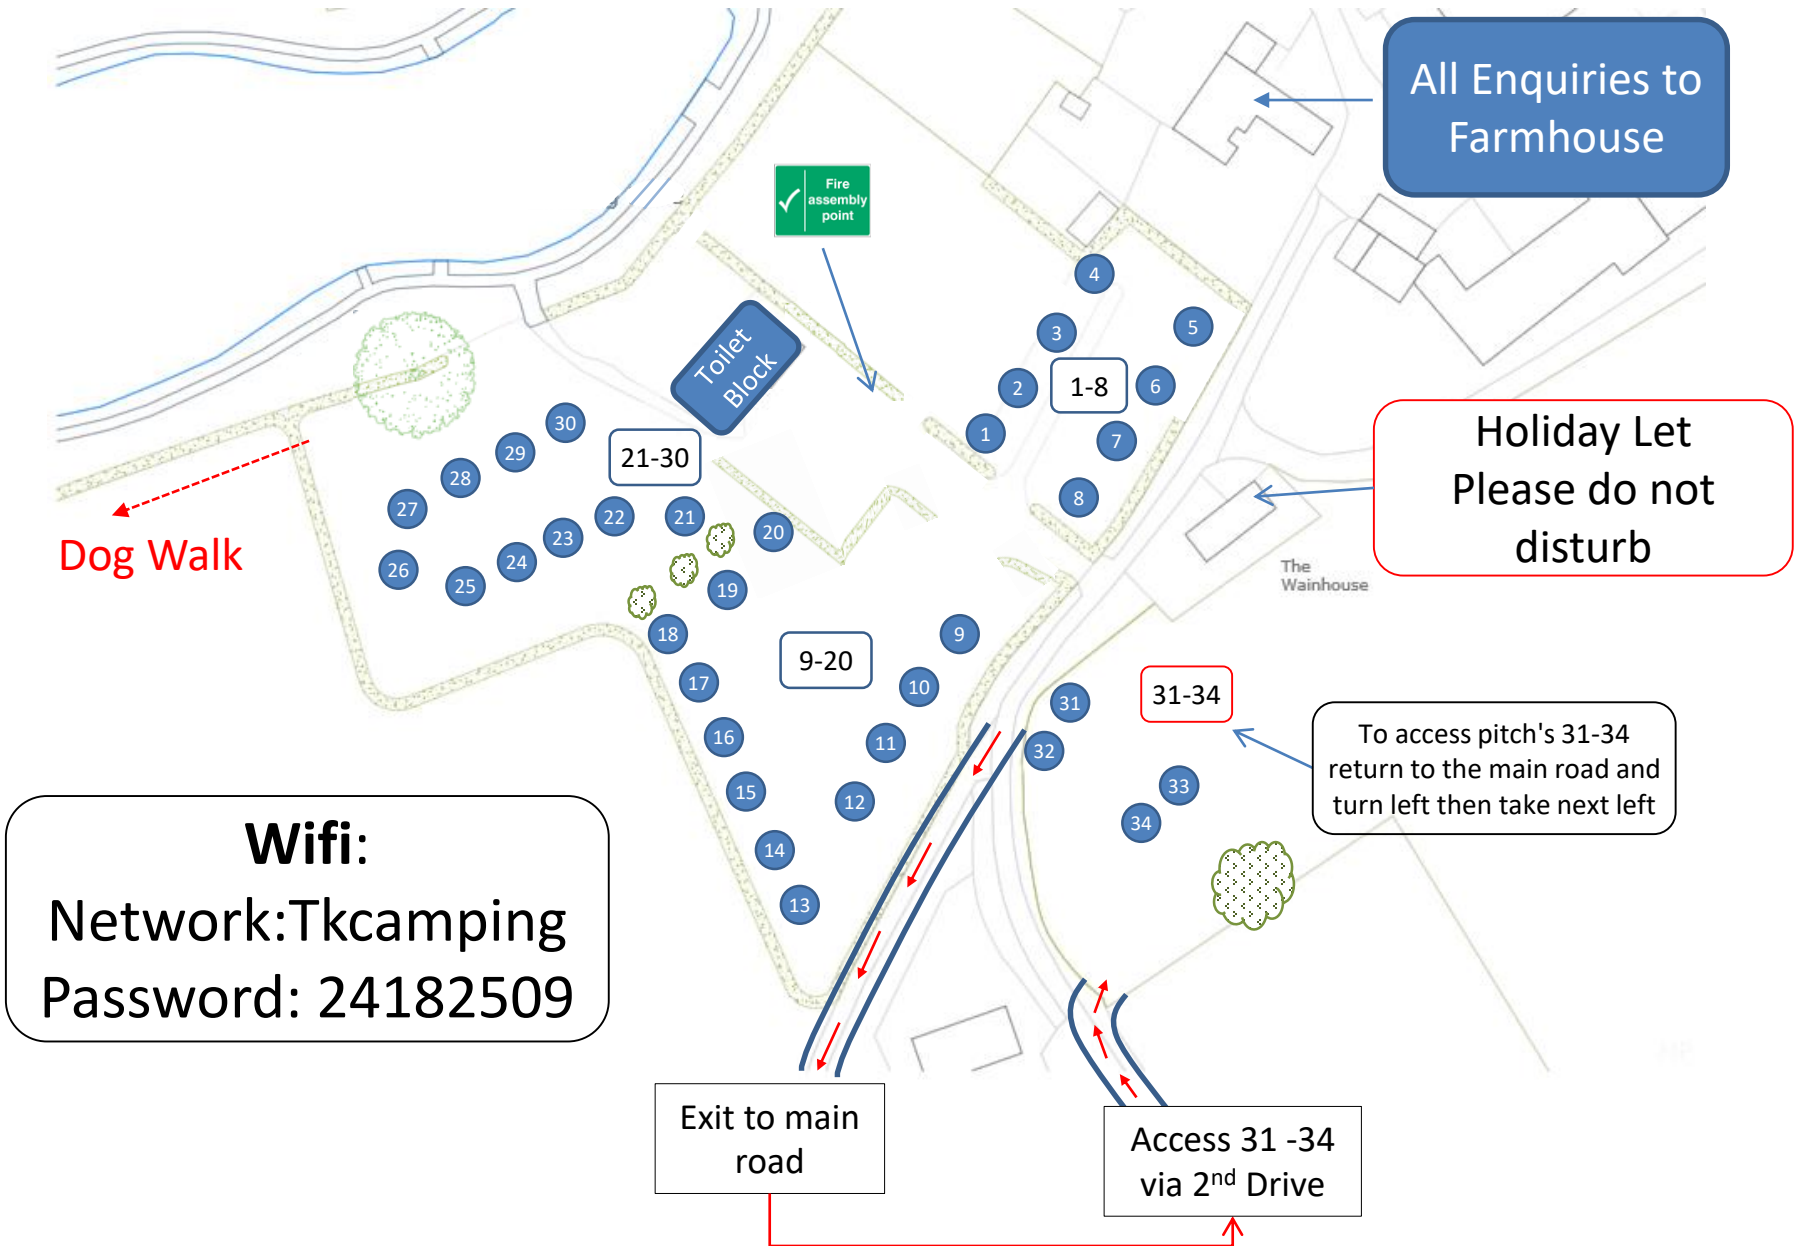 All Enquiries to
Farmhouse
Fire
assembly
point
4
3
5
2
1-8
6
1
7
8
Toilet
Block
Holiday Let
Please do not
disturb
The
Wainhouse
30
29
21-30
28
27
22
21
20
23
24
26
25
19
Dog Walk
18
9
9-20
17
10
16
11
15
12
14
13
31
31-34
32
33
34
To access pitch's 31-34
return to the main road and
turn left then take next left
Wifi:
Network:Tkcamping
Password: 24182509
Exit to main
road
Access 31 -34
via 2nd Drive